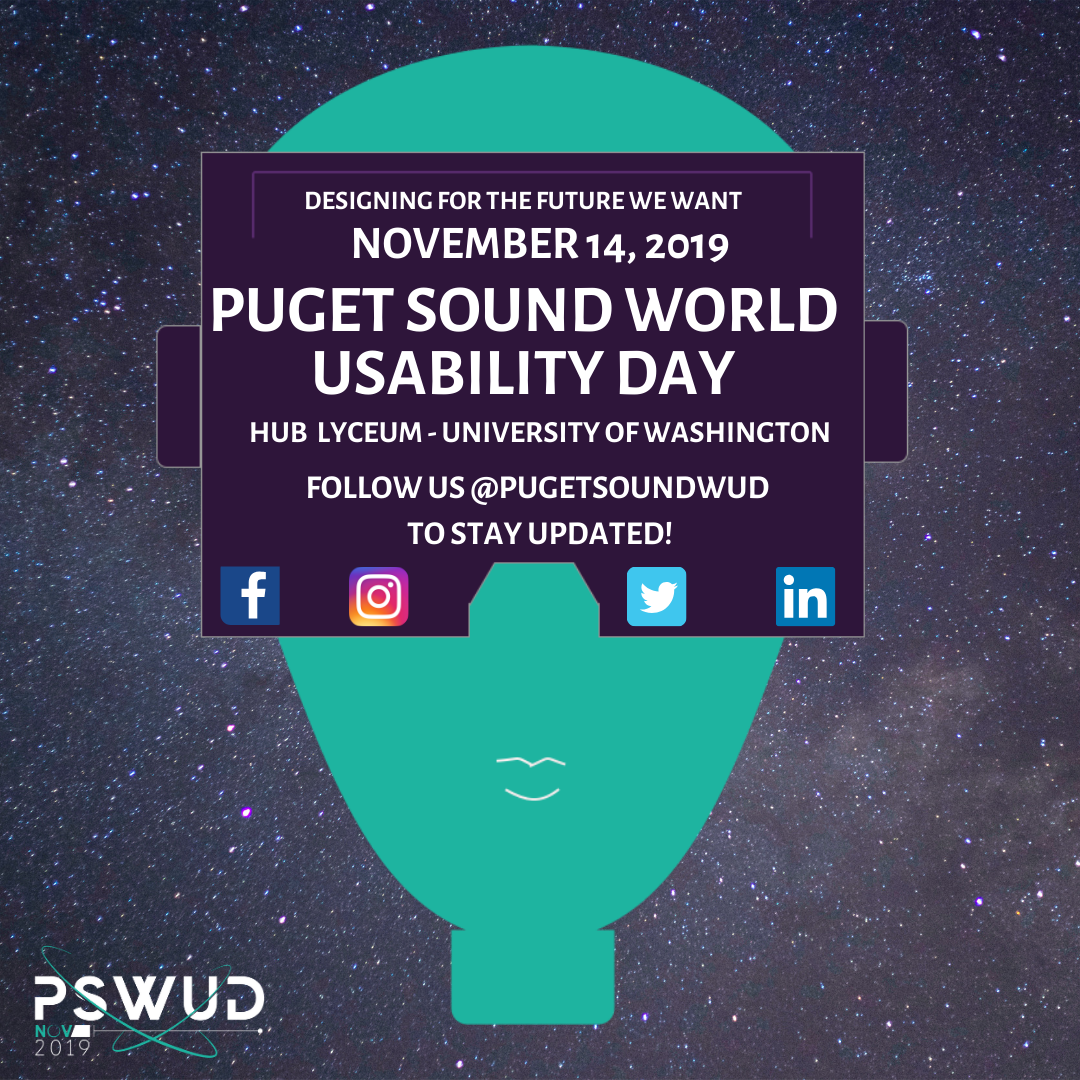 DESIGNING FOR THE FUTURE WE WANT
NOVEMBER 14, 2019
PUGET SOUND WORLD
USABILITY DAY
HUB LYCEUM - UNIVERSITY OF WASHINGTON
FOLLOW US @PUGETSOUNDWUD
TO STAY UPDATED!
f
in
PSWUD
NOV
2019